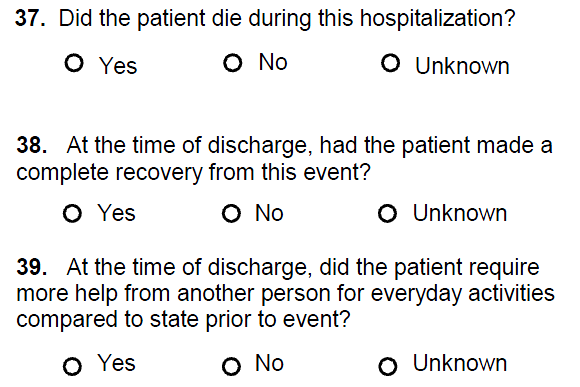 37. Did the patient die during this hospitalization?
Yes No Unknown
38. At the time of discharge, had the patient made a
complete recovery from this event?
Yes No Unknown
39. At the time of discharge, did the patient require
more help from another person for everyday activities
compared to state prior to event?
Yes No Unknown